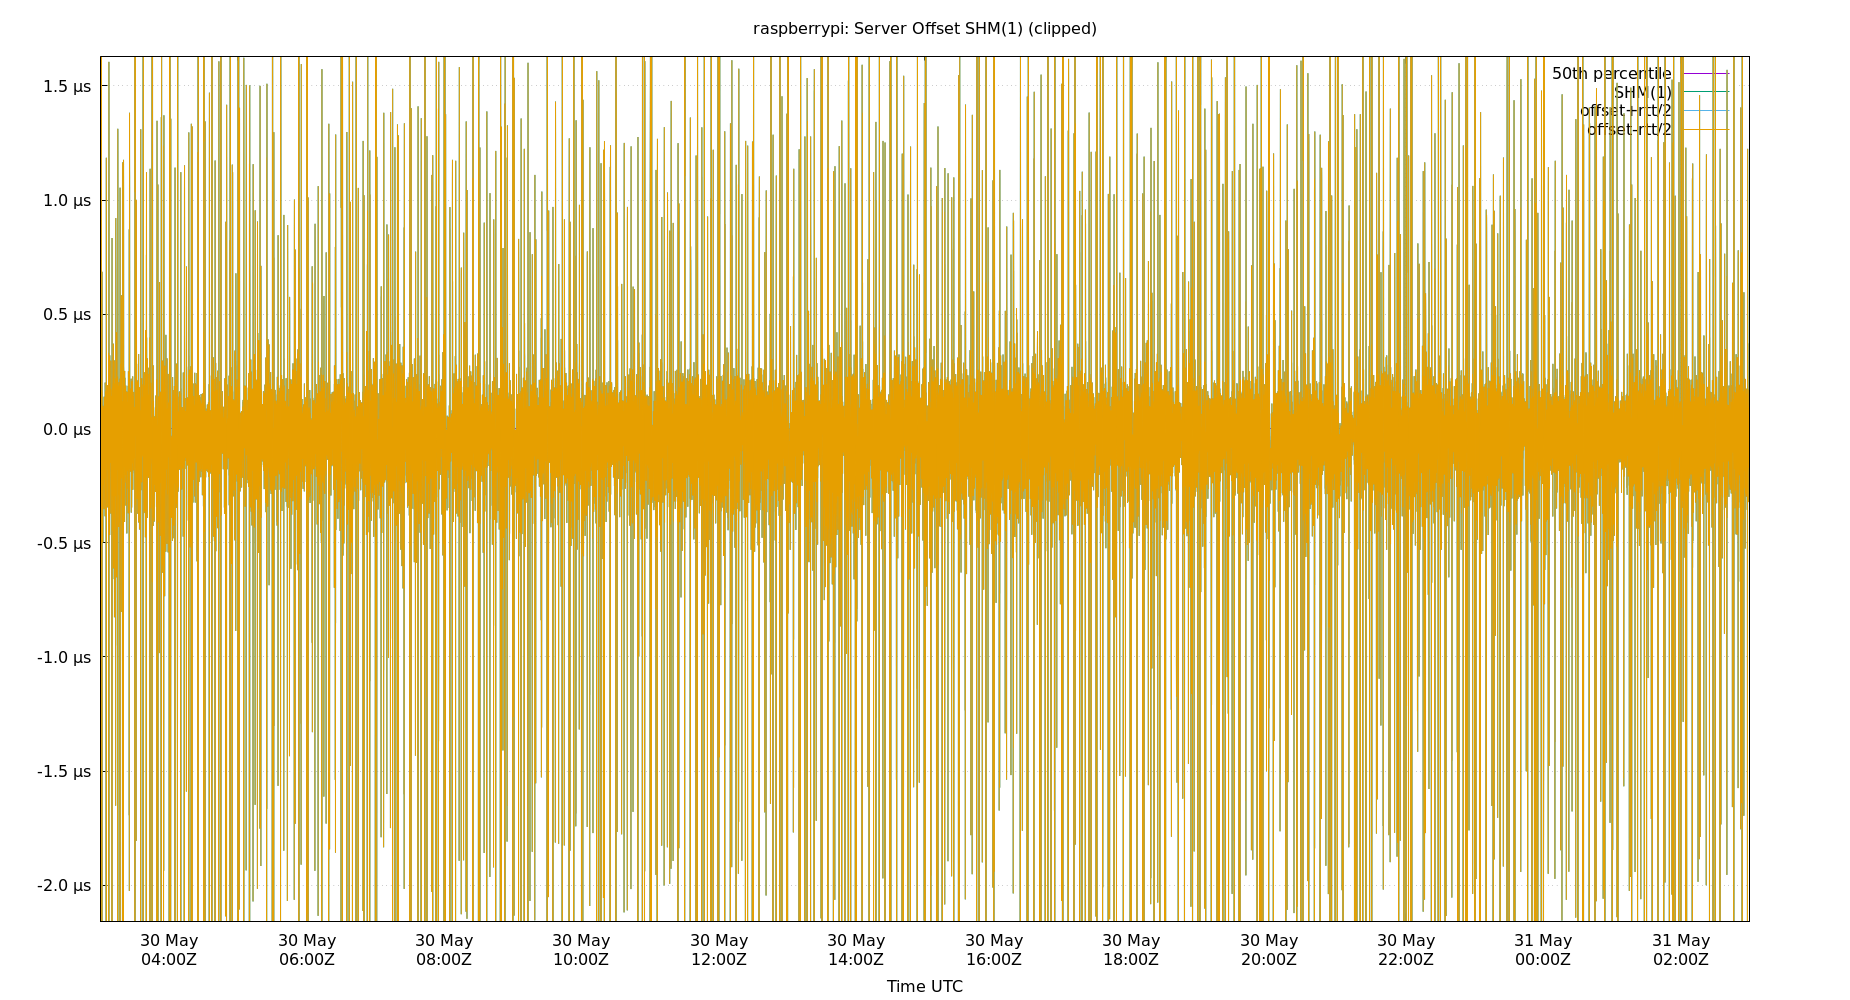 raspberrypi: Server Offset SHM(1) (clipped)
50th percentile
SHM(1)
offset+rtt/2
offset-rtt/2
1.5 µs
1.0 µs
0.5 µs
0.0 µs
-0.5 µs
-1.0 µs
-1.5 µs
-2.0 µs
30 May 30 May 30 May 30 May 30 May 30 May 30 May 30 May 30 May 30 May 31 May 31 May
04:00Z 06:00Z 08:00Z 10:00Z 12:00Z 14:00Z 16:00Z 18:00Z 20:00Z 22:00Z 00:00Z 02:00Z
Time UTC